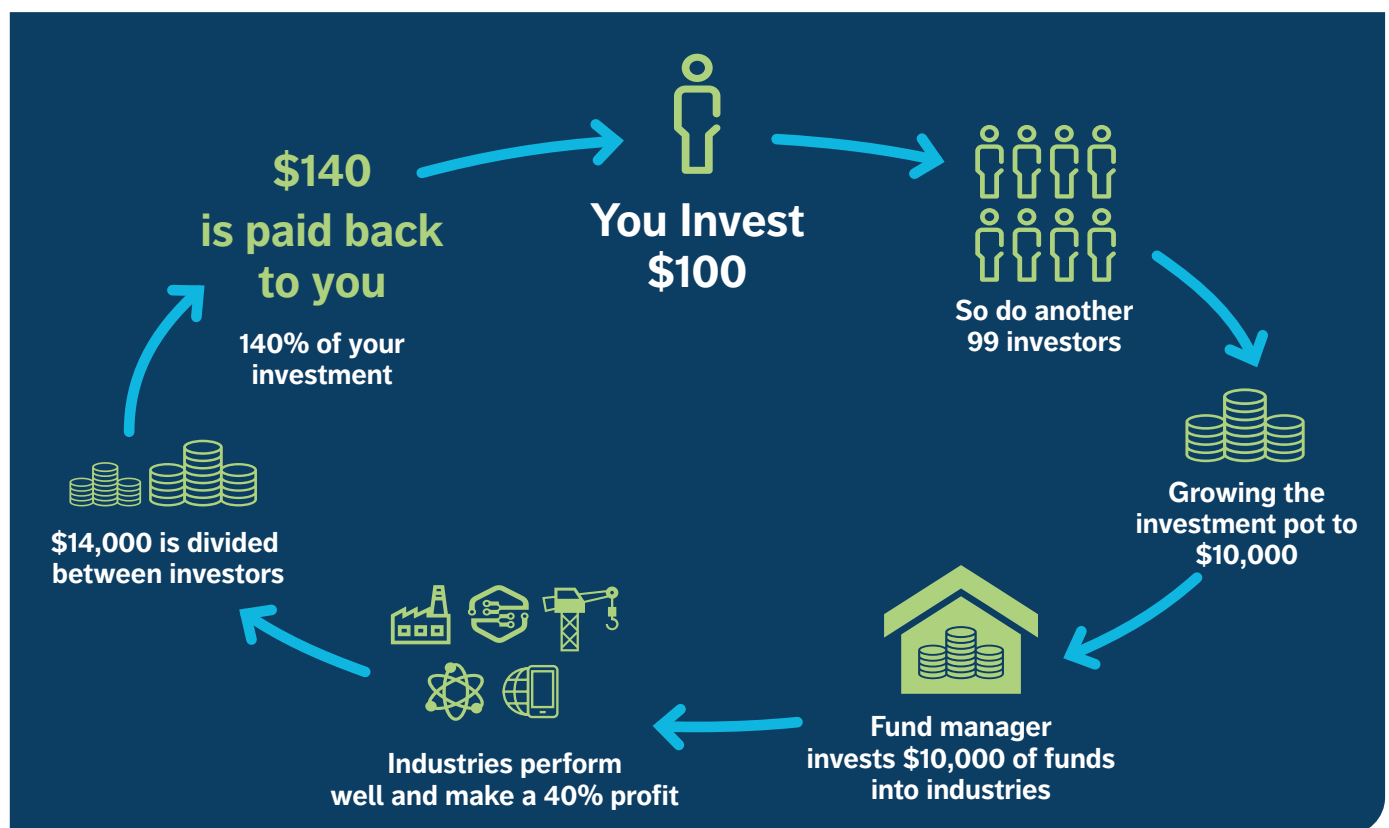 You Invest
$100
So do another
99 investors
Growing the
investment pot to
$10,000
Fund manager
invests $10,000 of funds
into industries
Industries perform
well and make a 40% profit
$14,000 is divided
between investors
$140
is paid back
to you
140% of your
investment